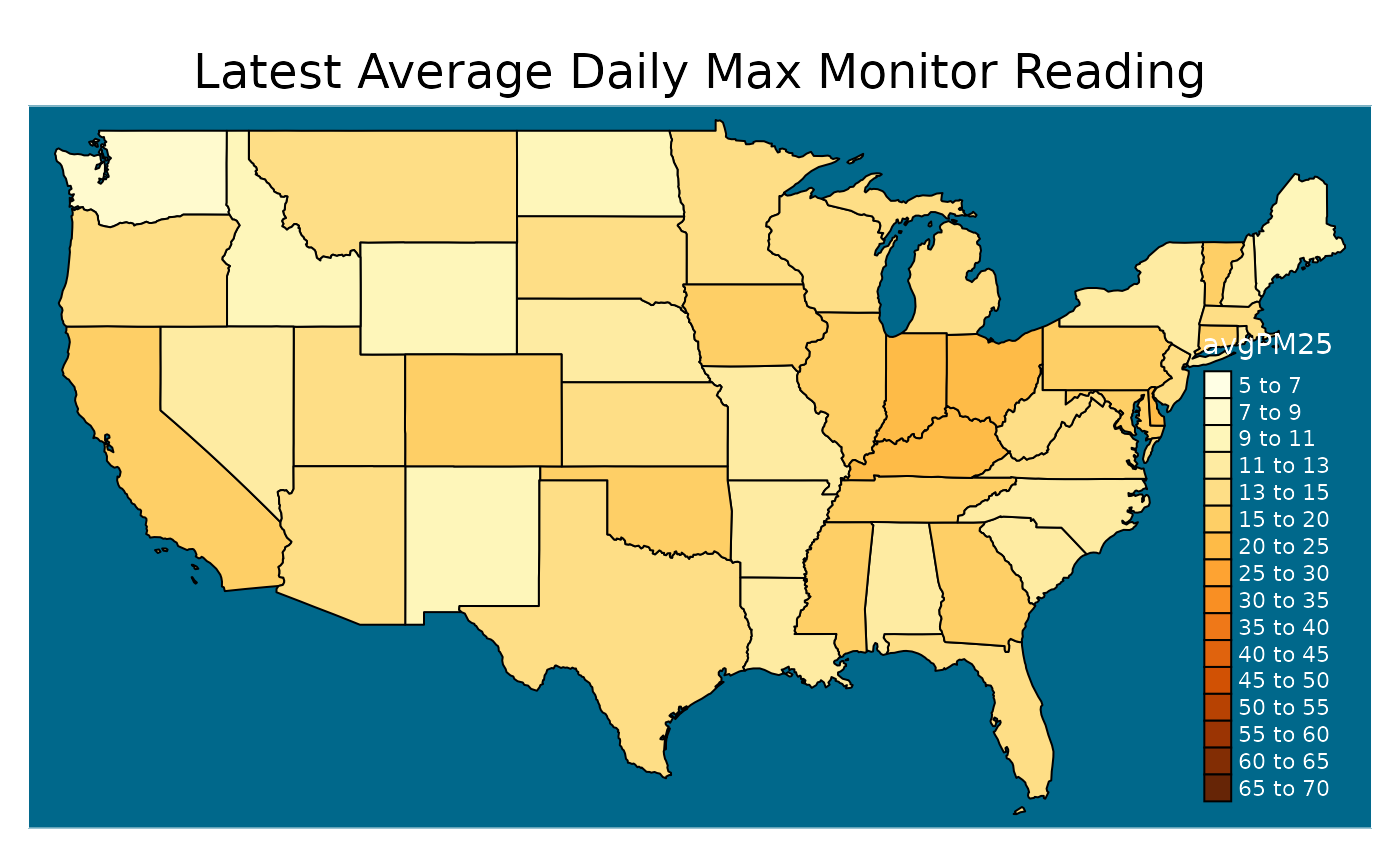 Latest Average Daily Max Monitor Reading
avgPM25
5 to 7
7 to 9
9 to 11
11 to 13
13 to 15
15 to 20
20 to 25
25 to 30
30 to 35
35 to 40
40 to 45
45 to 50
50 to 55
55 to 60
60 to 65
65 to 70